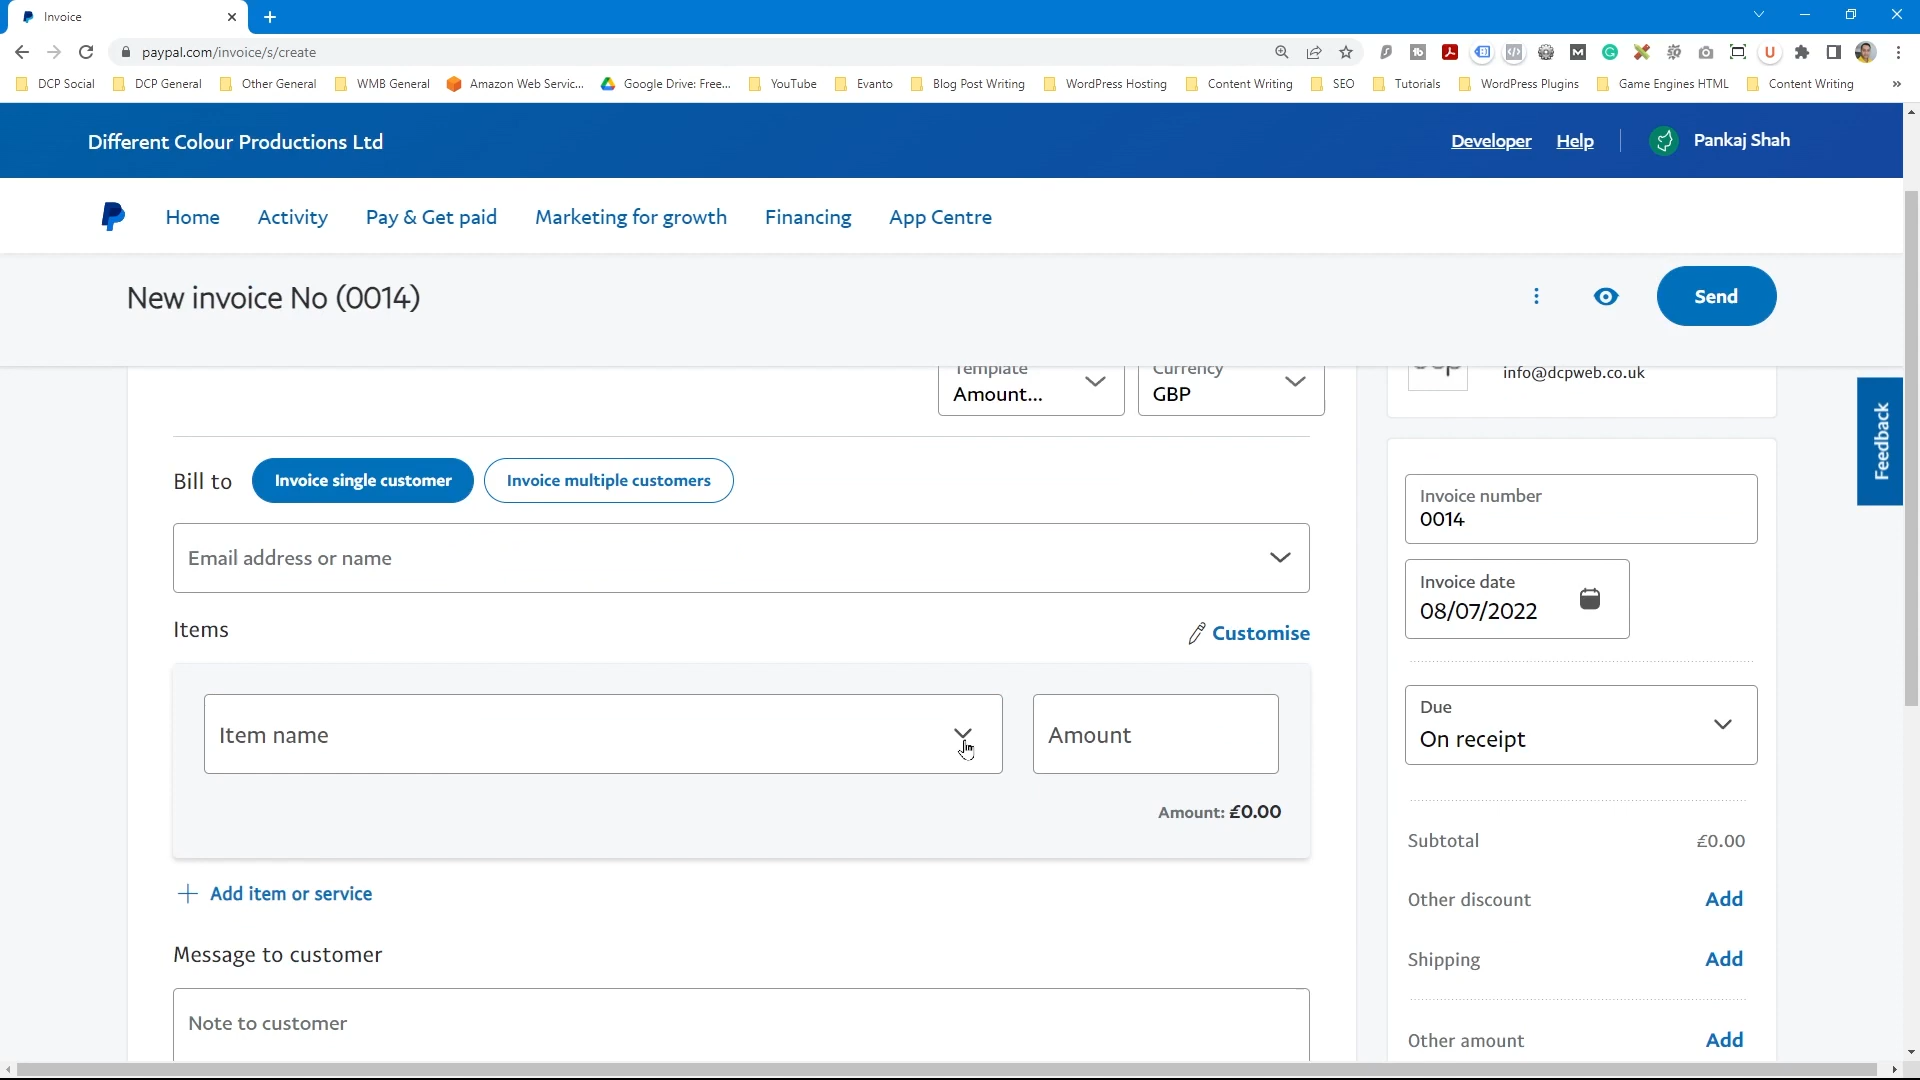 Invoice
paypal.com/invoice/s/create
DCP Social
DCP General
Other General
WMB General
Amazon Web Servic...
Google Drive: Free...
YouTube
Evanto
Blog Post Writing
WordPress Hosting
Content Writing
SEO
Tutorials
WordPress Plugins
Game Engines HTML
Content Writing
»
Different Colour Productions Ltd
Developer
Help
Pankaj Shah
Home
Activity
Pay & Get paid
Marketing for growth
Financing
App Centre
New invoice No (0014)
Send
Template
Amount...
Currency
GBP
info@dcpweb.co.uk
Feedback
Bill to
Invoice single customer
Invoice multiple customers
Email address or name
Invoice number
0014
Invoice date
08/07/2022
Items
Customise
Item name
Amount
Amount: £0.00
Due
On receipt
Subtotal
£0.00
Add item or service
Other discount
Add
Message to customer
Shipping
Add
Note to customer
Other amount
Add